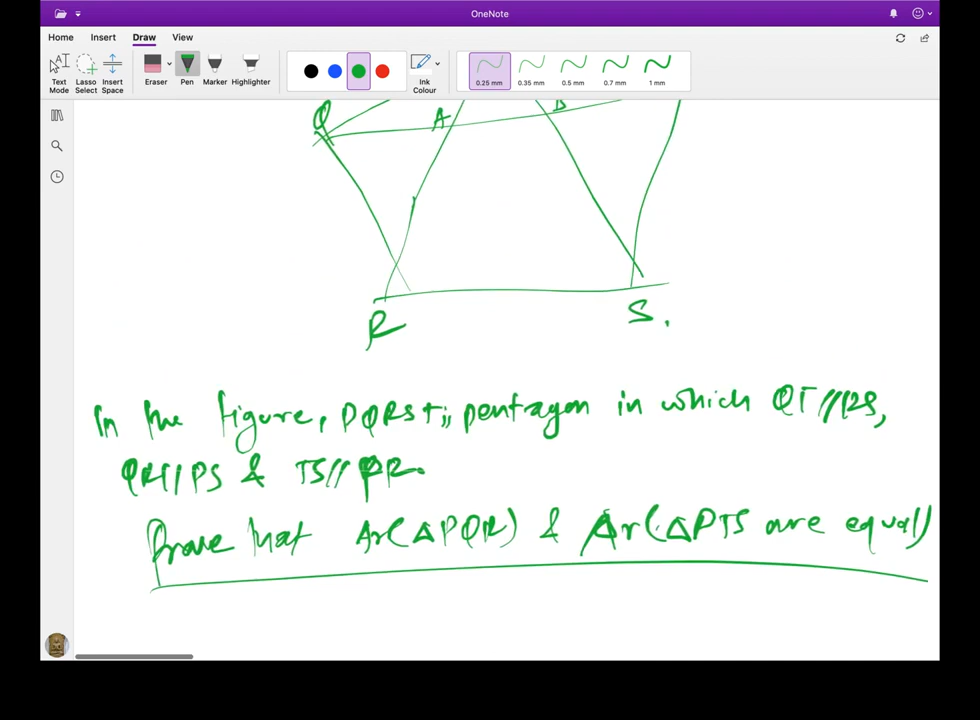 OneNote
Home Insert Draw View
Text Mode Lasso Select Insert Space Eraser Pen Marker Highlighter Ink Colour 0.25 mm 0.35 mm 0.5 mm 0.7 mm 1 mm
Q A B
R S.
In the figure, PQRST is pentagon in which QT//RS,
QR//PS & TS//PR.
Prove that Ar(ΔPQR) & Ar(ΔPTS are equal)